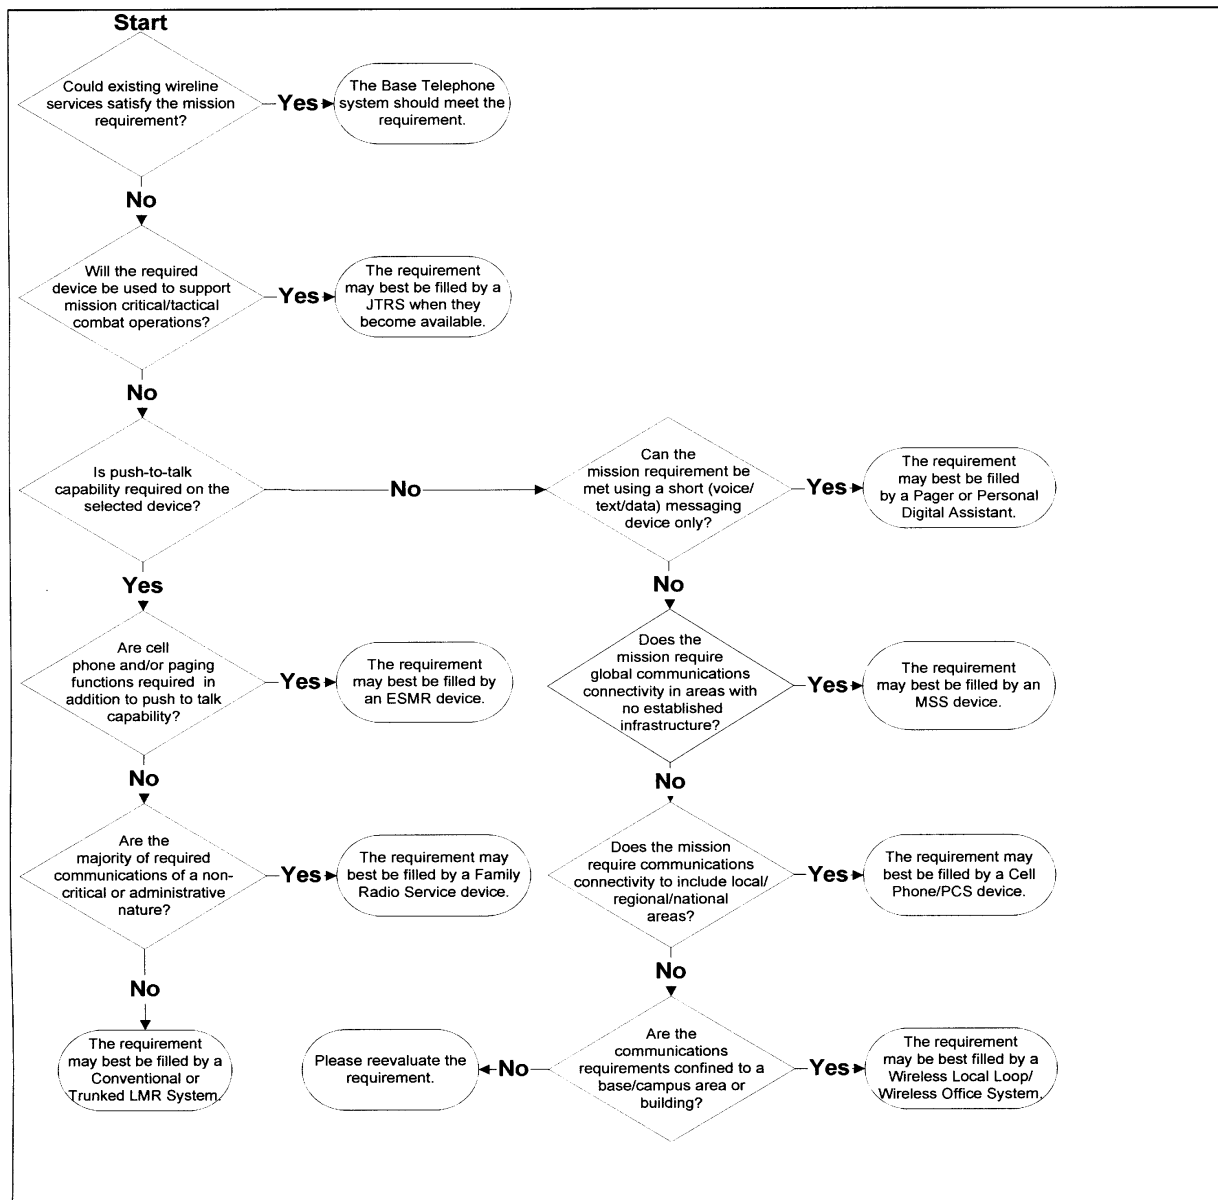 Start
Could existing wireline
services satisfy the mission
requirement?
Yes
The Base Telephone
system should meet the
requirement.
No
Will the required
device be used to support
mission critical/tactical
combat operations?
Yes
The requirement
may best be filled by a
JTRS when they
become available.
No
Is push-to-talk
capability required on the
selected device?
No
Can the
mission requirement be
met using a short (voice/
text/data) messaging
device only?
Yes
The requirement
may best be filled
by a Pager or Personal
Digital Assistant.
Yes
No
Are cell
phone and/or paging
functions required in
addition to push to talk
capability?
Yes
The requirement
may best be filled by
an ESMR device.
Does the
mission require
global communications
connectivity in areas with
no established
infrastructure?
Yes
The requirement
may best be filled by an
MSS device.
No
No
Are the
majority of required
communications of a non-
critical or administrative
nature?
Yes
The requirement may
best be filled by a Family
Radio Service device.
Does the mission
require communications
connectivity to include local/
regional/national
areas?
Yes
The requirement may
best be filled by a Cell
Phone/PCS device.
No
No
The requirement
may best be filled by a
Conventional or
Trunked LMR System.
Please reevaluate the
requirement.
No
Are the
communications
requirements confined to a
base/campus area or
building?
Yes
The requirement
may be best filled by a
Wireless Local Loop/
Wireless Office System.